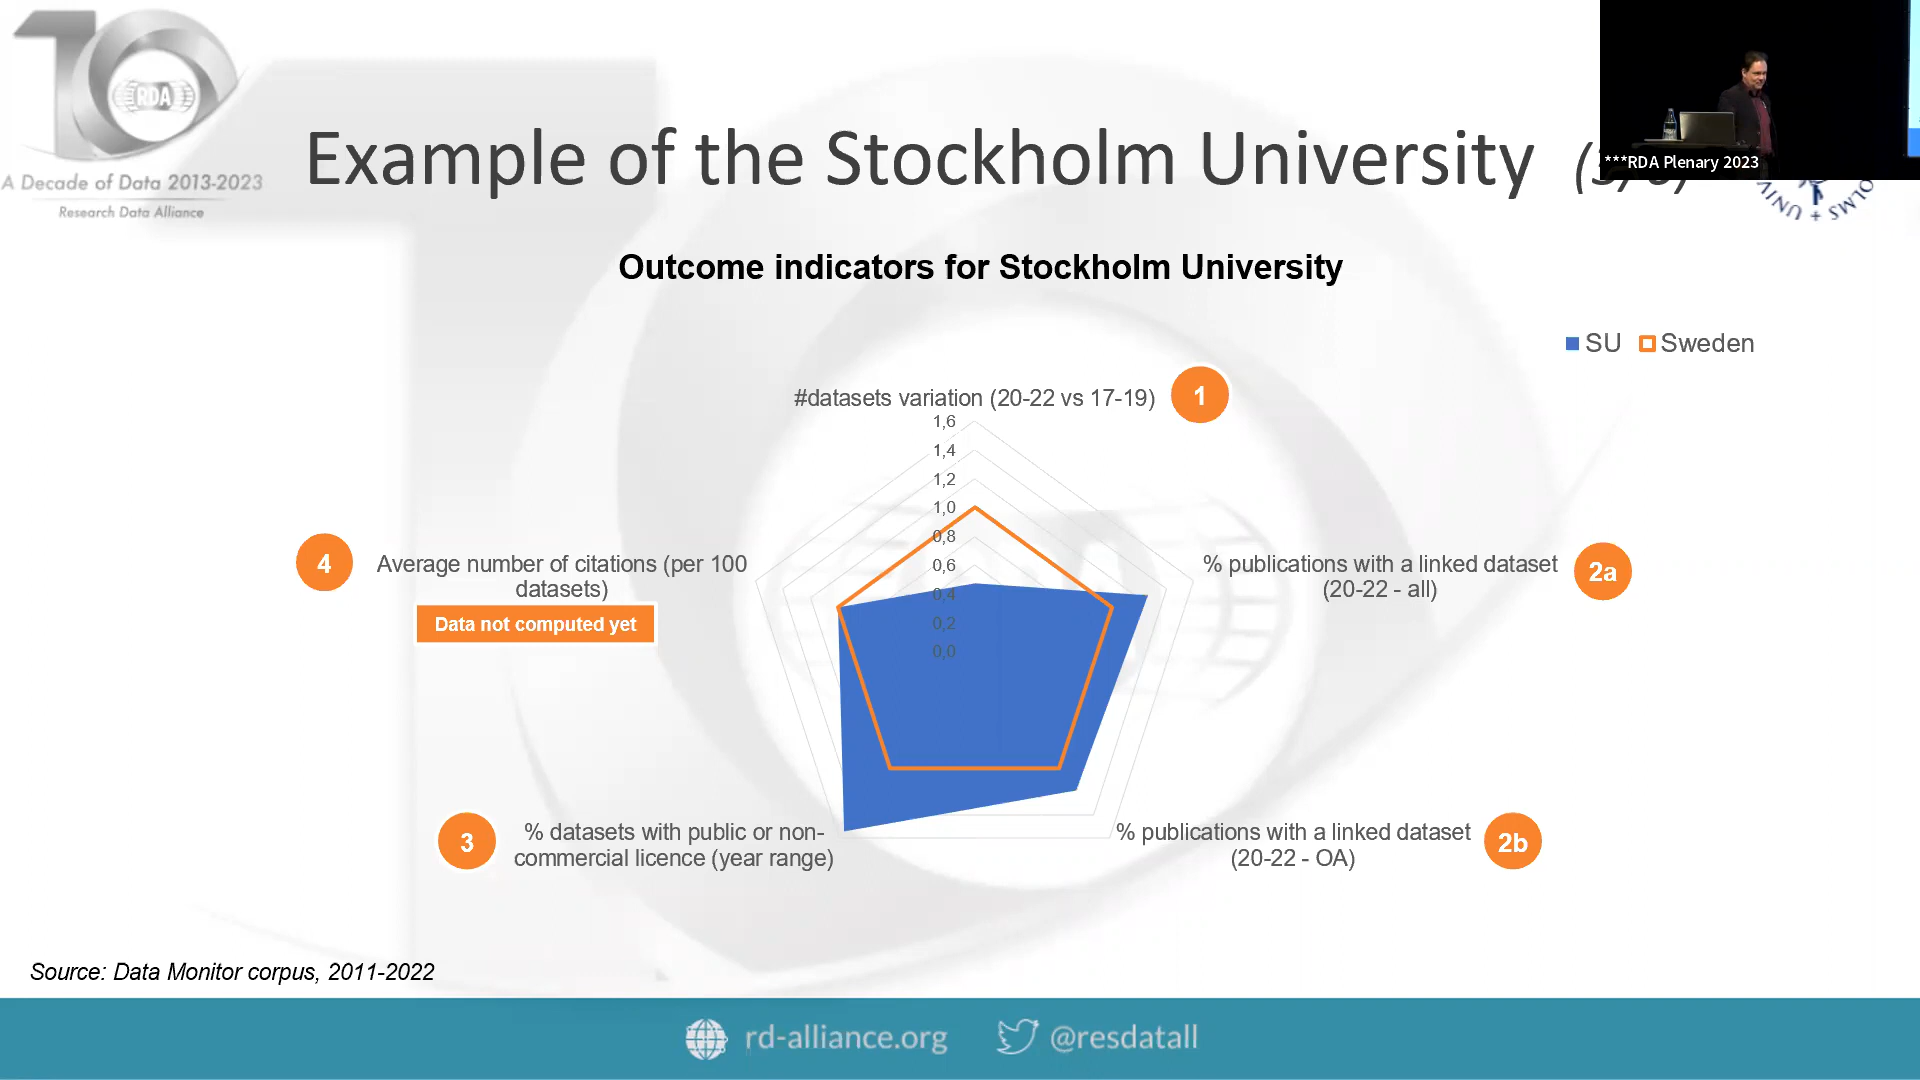 RDA
A Decade of Data 2013-2023
Research Data Alliance
Example of the Stockholm University
***RDA Plenary 2023
UNIV + OLMS
Outcome indicators for Stockholm University
SU Sweden
#datasets variation (20-22 vs 17-19)
1
1,6
1,4
1,2
1,0
0,8
0,6
0,4
0,2
0,0
4
Average number of citations (per 100
datasets)
Data not computed yet
% publications with a linked dataset
(20-22 - all)
2a
3
% datasets with public or non-
commercial licence (year range)
% publications with a linked dataset
(20-22 - OA)
2b
Source: Data Monitor corpus, 2011-2022
rd-alliance.org
@resdatall